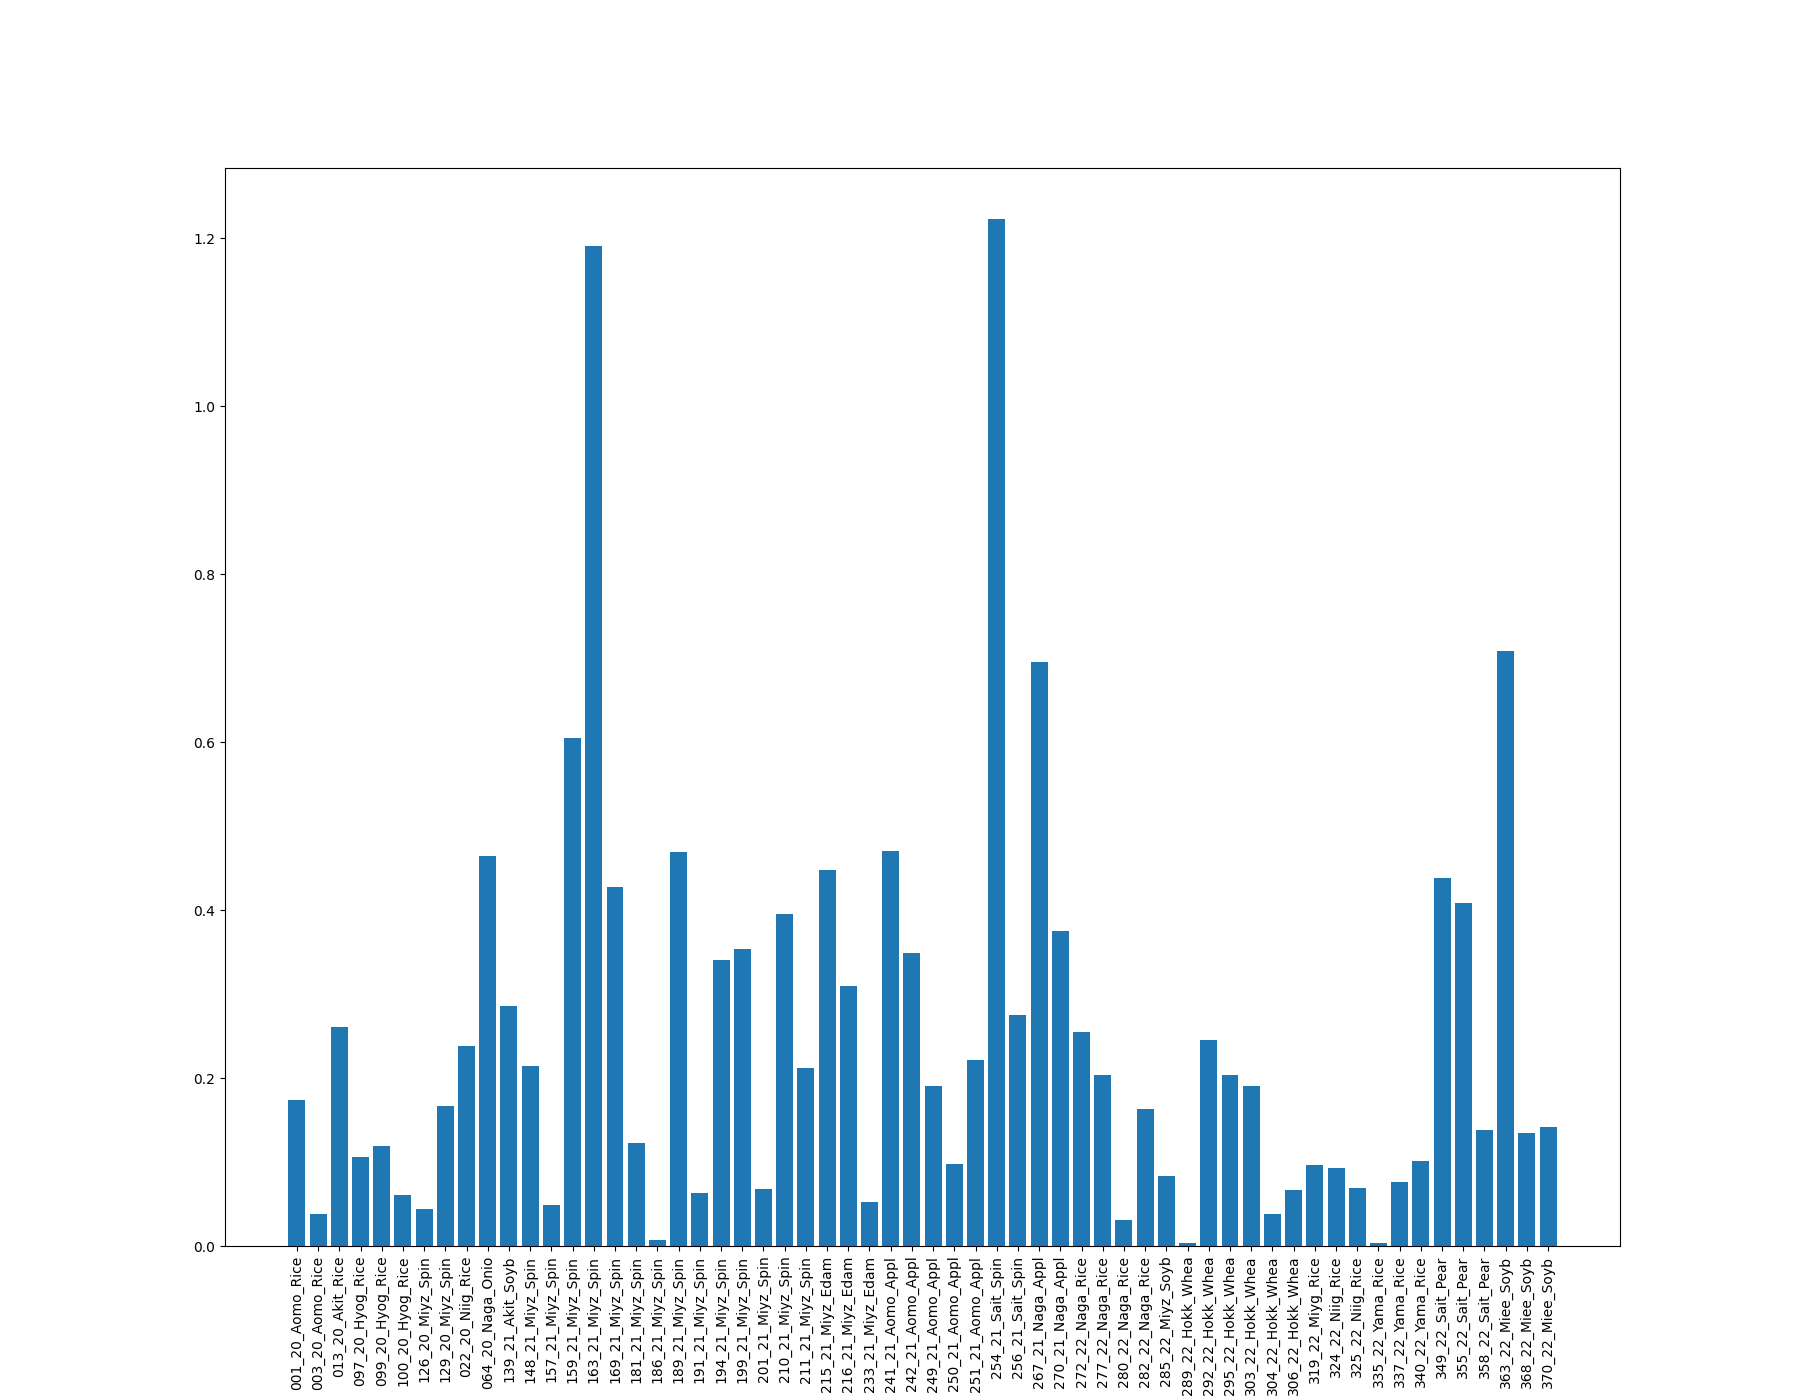 1.2
1.0
0.8
0.6
0.4
0.2
0.0
001_20_Aomo_Rice
003_20_Aomo_Rice
013_20_Akit_Rice
097_20_Hyog_Rice
099_20_Hyog_Rice
100_20_Hyog_Rice
126_20_Miyz_Spin
129_20_Miyz_Spin
022_20_Niig_Rice
064_20_Naga_Onio
139_21_Akit_Soyb
148_21_Miyz_Spin
157_21_Miyz_Spin
159_21_Miyz_Spin
163_21_Miyz_Spin
169_21_Miyz_Spin
181_21_Miyz_Spin
186_21_Miyz_Spin
189_21_Miyz_Spin
191_21_Miyz_Spin
194_21_Miyz_Spin
199_21_Miyz_Spin
201_21_Miyz_Spin
210_21_Miyz_Spin
211_21_Miyz_Spin
215_21_Miyz_Edam
216_21_Miyz_Edam
233_21_Miyz_Edam
241_21_Aomo_Appl
242_21_Aomo_Appl
249_21_Aomo_Appl
250_21_Aomo_Appl
251_21_Aomo_Appl
254_21_Sait_Spin
256_21_Sait_Spin
267_21_Naga_Appl
270_21_Naga_Appl
272_22_Naga_Rice
277_22_Naga_Rice
280_22_Naga_Rice
282_22_Naga_Rice
285_22_Miyz_Soyb
289_22_Hokk_Whea
292_22_Hokk_Whea
295_22_Hokk_Whea
303_22_Hokk_Whea
304_22_Hokk_Whea
306_22_Hokk_Whea
319_22_Miyg_Rice
324_22_Niig_Rice
325_22_Niig_Rice
335_22_Yama_Rice
337_22_Yama_Rice
340_22_Yama_Rice
349_22_Sait_Pear
355_22_Sait_Pear
358_22_Sait_Pear
363_22_Miee_Soyb
368_22_Miee_Soyb
370_22_Miee_Soyb